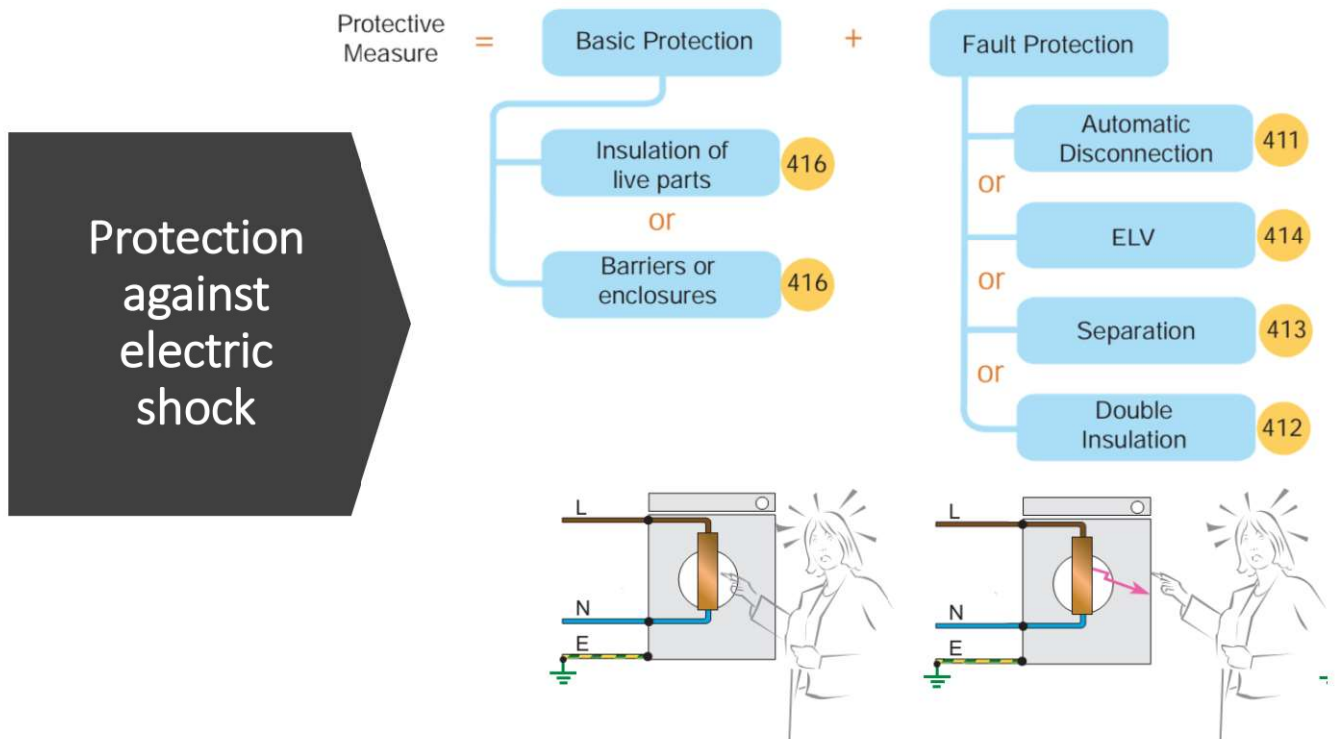 Protection
against
electric
shock
Protective
Measure
=
Basic Protection
+
Fault Protection
Insulation of
live parts
416
or
Barriers or
enclosures
416
Automatic
Disconnection
411
or
ELV
414
or
Separation
413
or
Double
Insulation
412
L
N
E
L
N
E